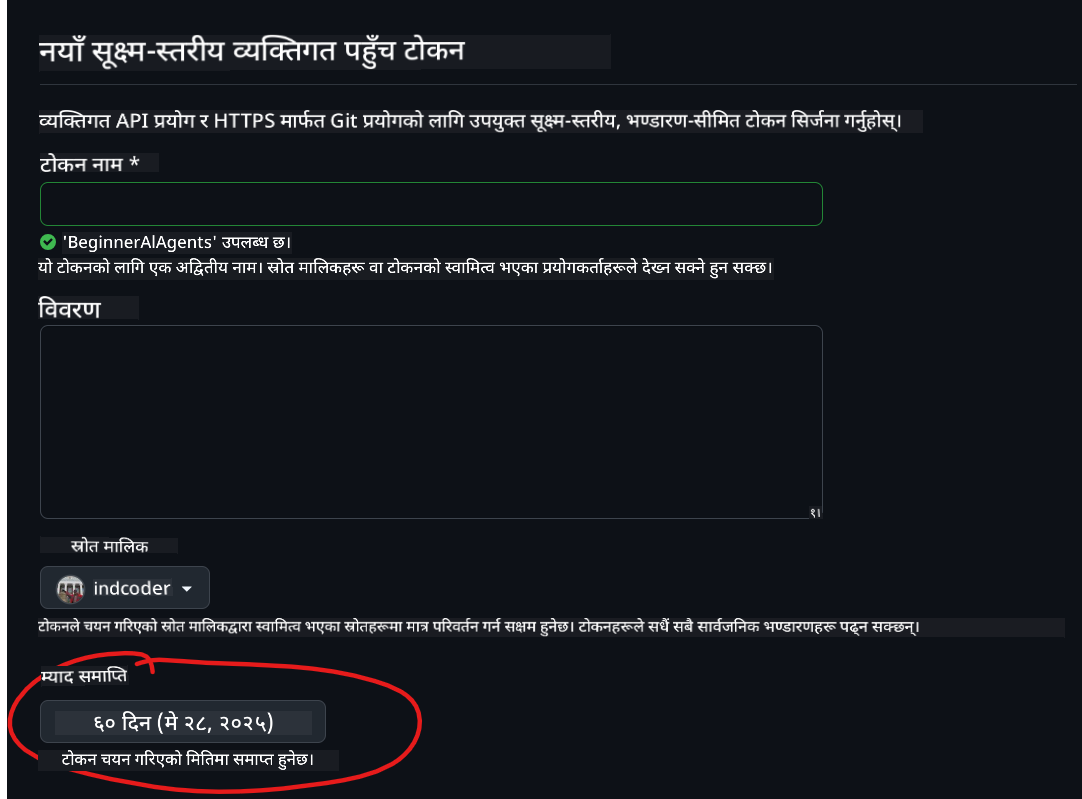 नयाँ सूक्ष्म-स्तरीय व्यक्तिगत पहुँच टोकन
व्यक्तिगत API प्रयोग र HTTPS मार्फत Git प्रयोगको लागि उपयुक्त सूक्ष्म-स्तरीय, भण्डारण-सीमित टोकन सिर्जना गर्नुहोस्।
टोकन नाम *
'BeginnerAIAgents' उपलब्ध छ।
यो टोकनको लागि एक अद्वितीय नाम। स्रोत मालिकहरू वा टोकनको स्वामित्व भएका प्रयोगकर्ताहरूले देख्न सक्ने हुन सक्छ।
विवरण
१।
स्रोत मालिक
indcoder
टोकनले चयन गरिएको स्रोत मालिकद्वारा स्वामित्व भएका स्रोतहरूमा मात्र परिवर्तन गर्न सक्षम हुनेछ। टोकनहरूले सधैं सबै सार्वजनिक भण्डारणहरू पढ्न सक्छन्।
म्याद समाप्ति
६० दिन (मे २८, २०२५)
टोकन चयन गरिएको मितिमा समाप्त हुनेछ।